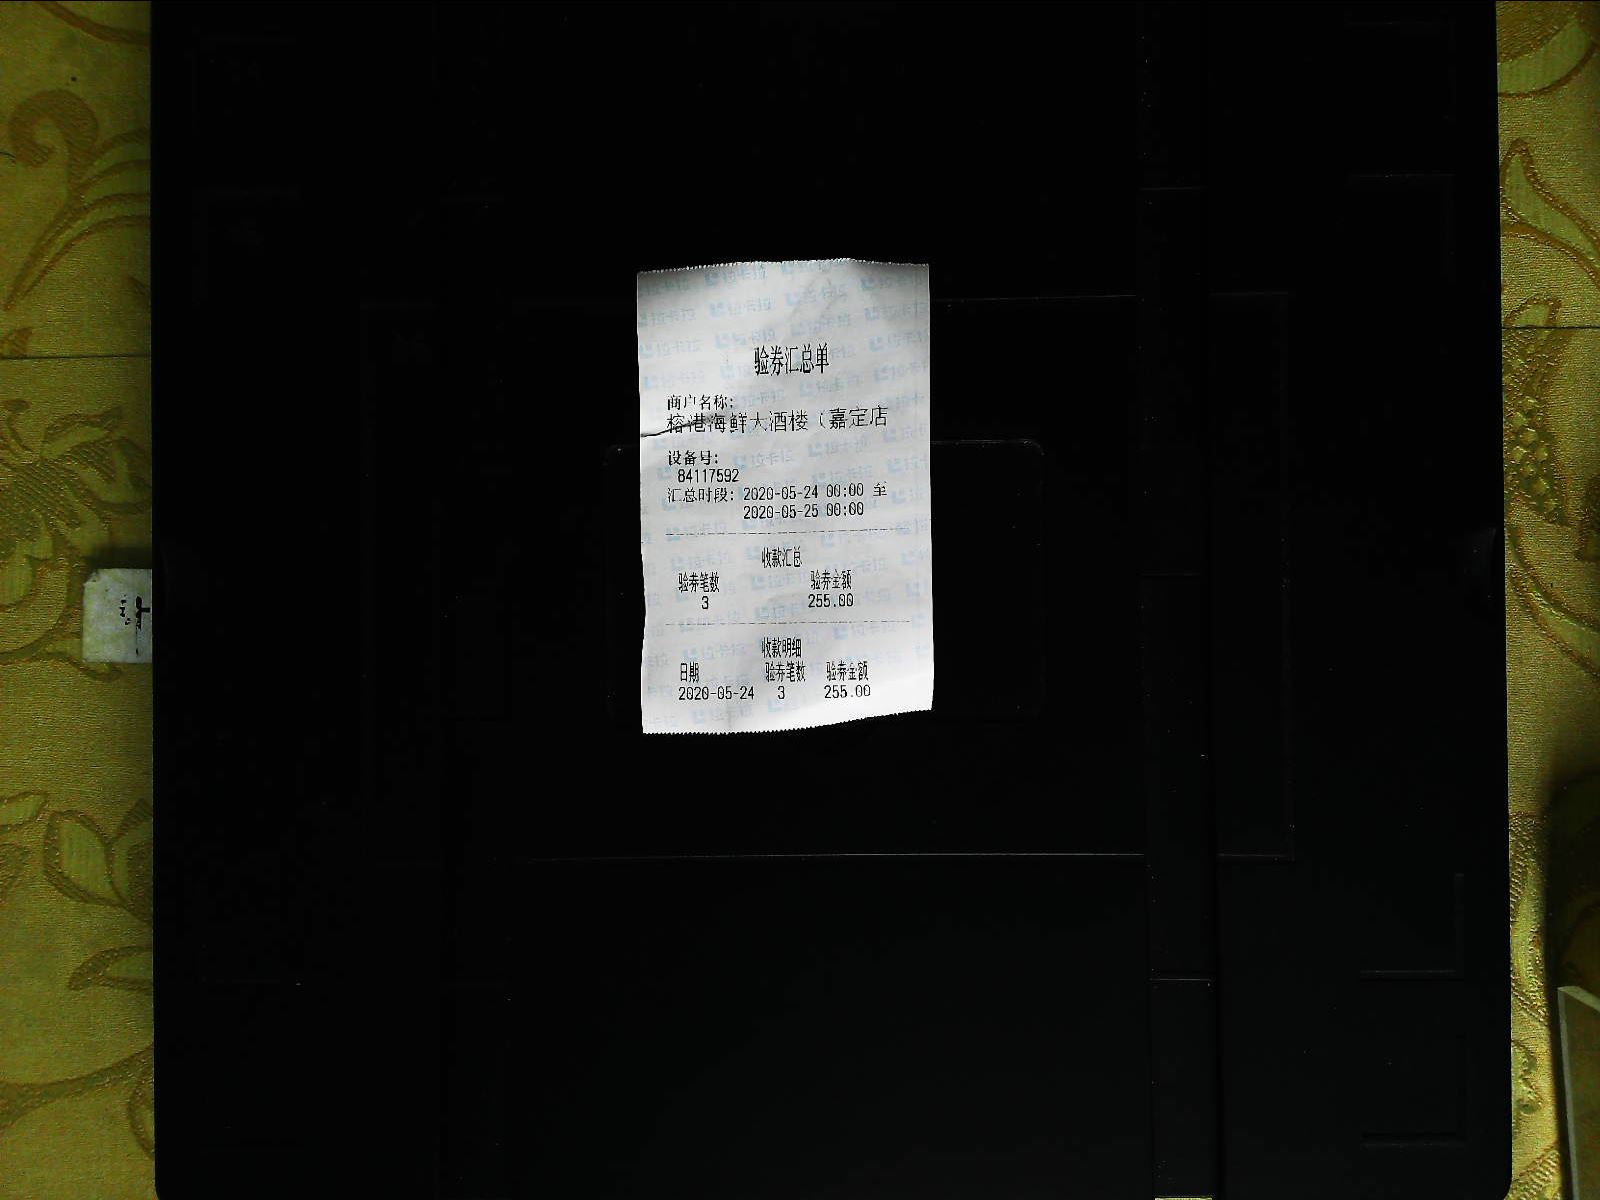 验券汇总单
商户名称:
榕港海鲜大酒楼（嘉定店
设备号:
84117592
汇总时段: 2020-05-24 00:00 至
2020-05-25 00:00
收款汇总
验券笔数 验券金额
3 255.00
收款明细
日期 验券笔数 验券金额
2020-05-24 3 255.00